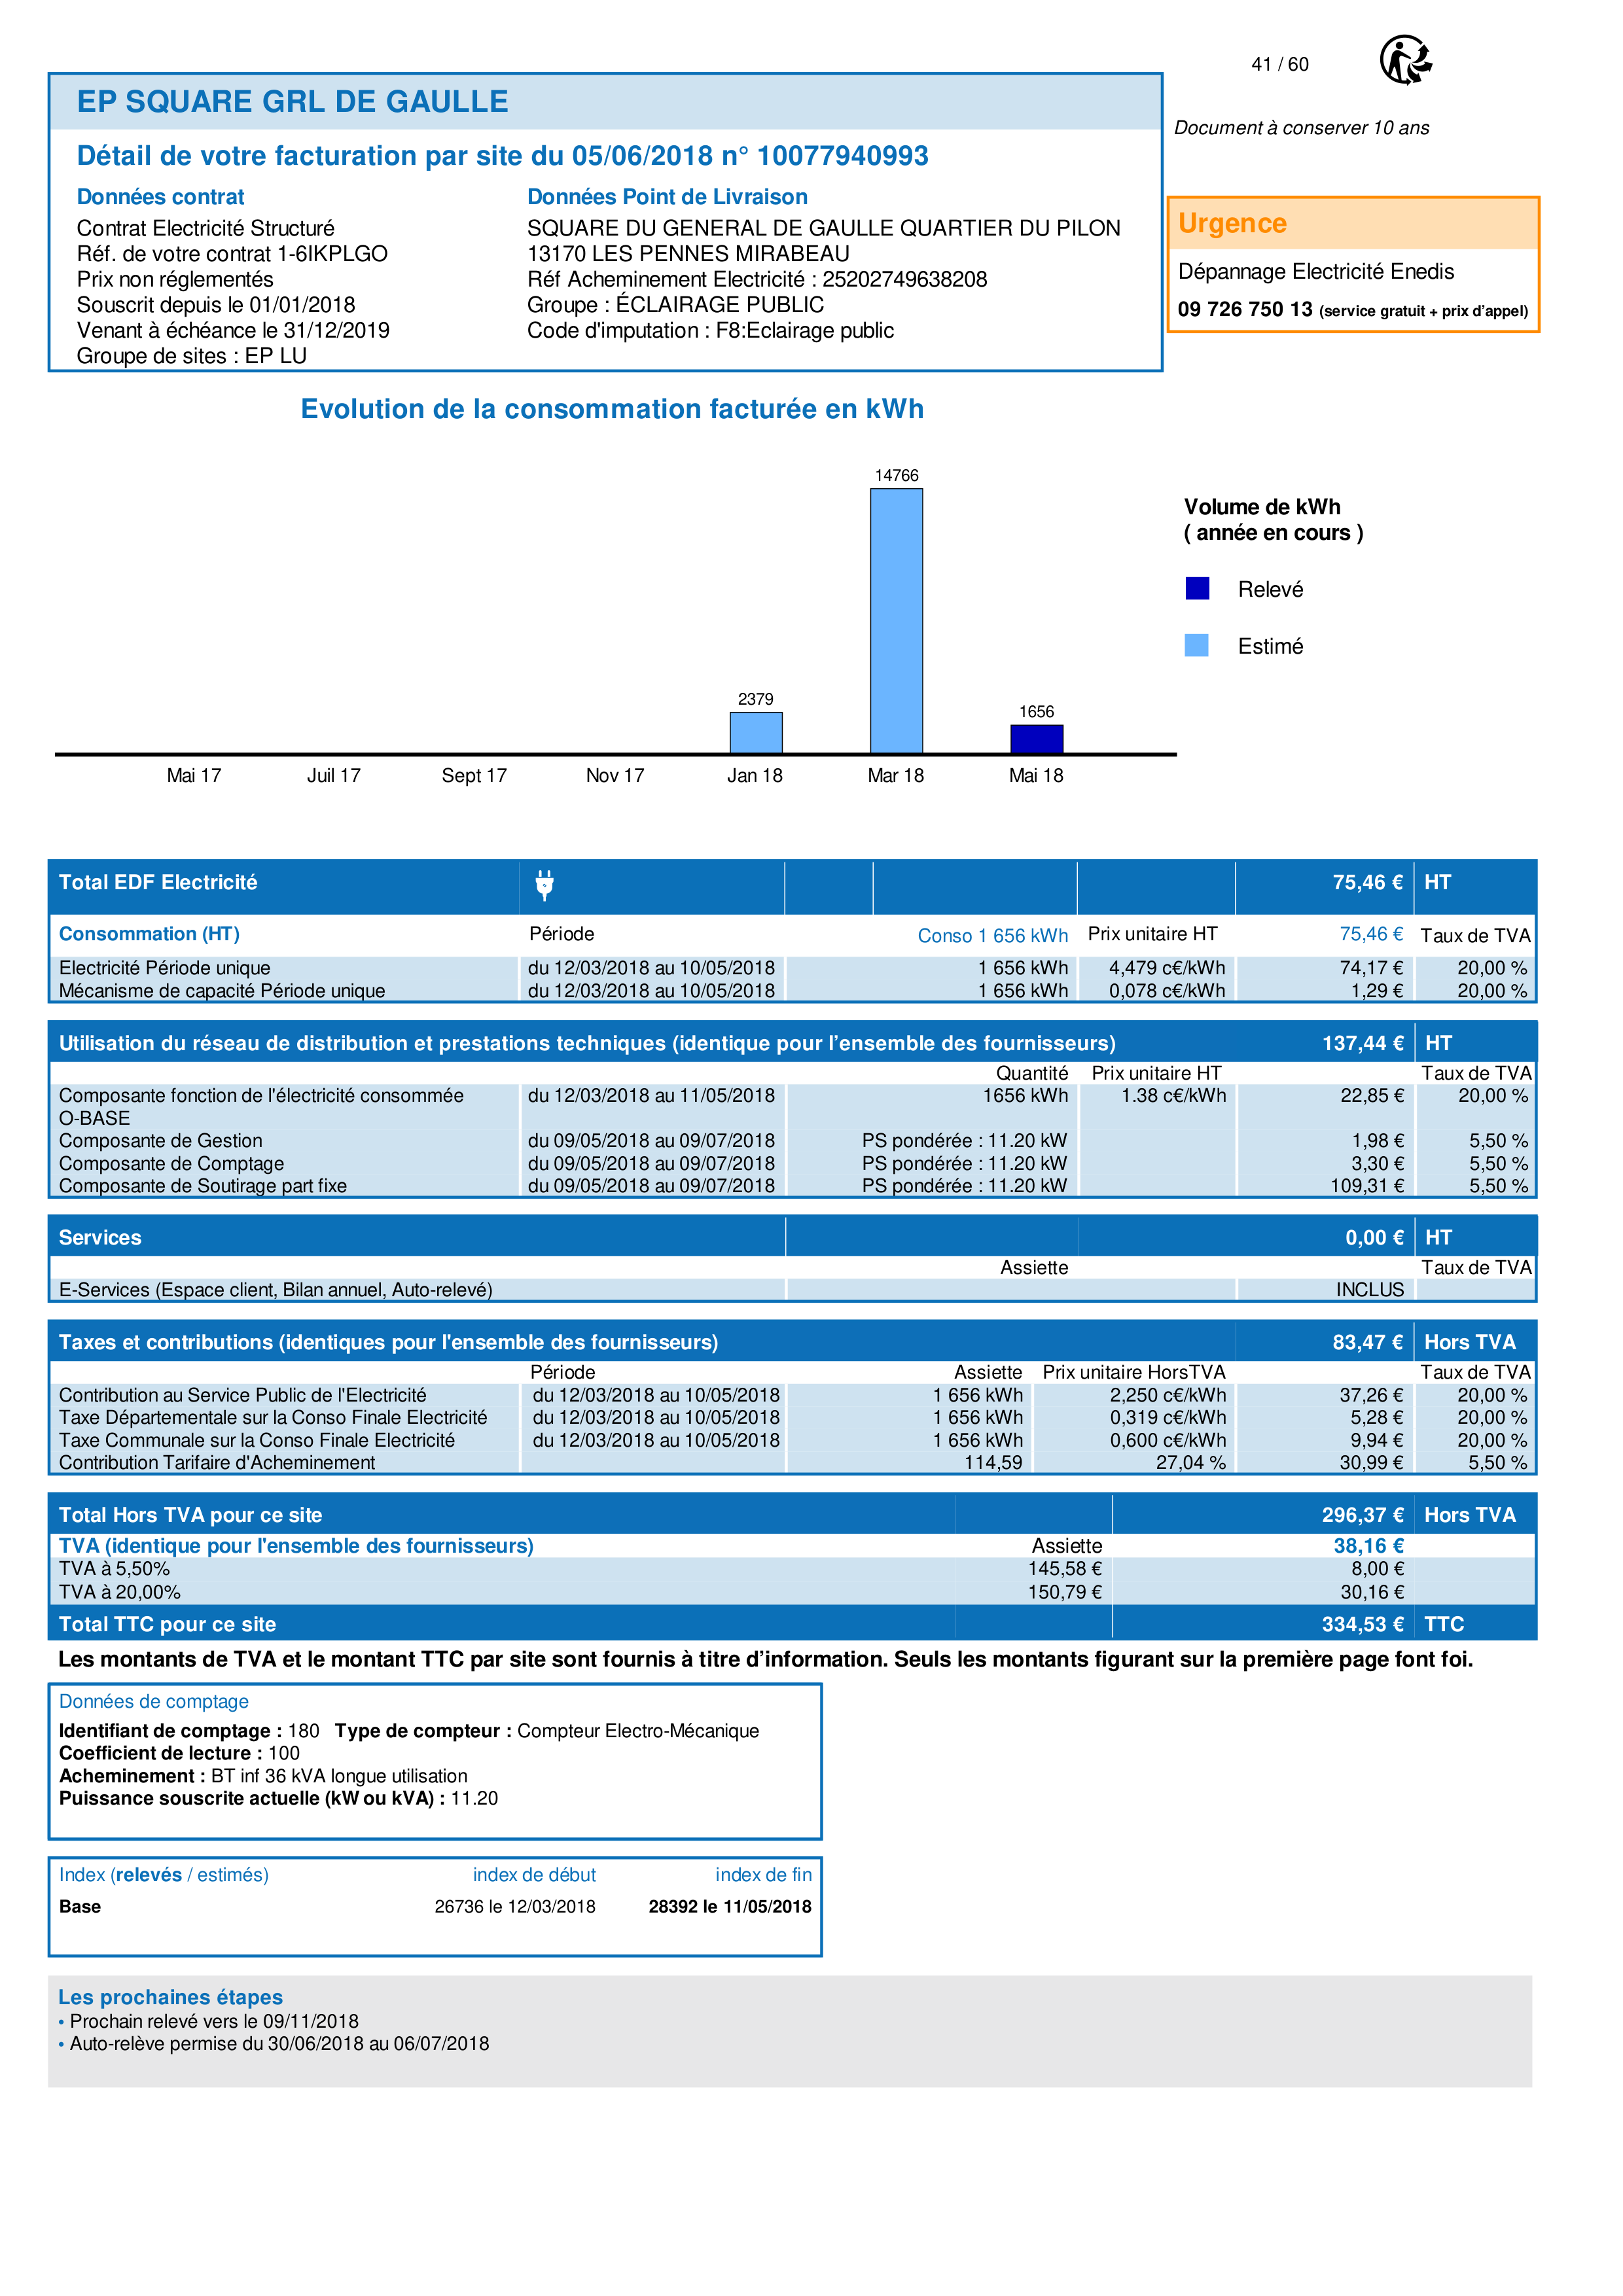 41 / 60
EP SQUARE GRL DE GAULLE
Document à conserver 10 ans
Détail de votre facturation par site du 05/06/2018 n° 10077940993
Données contrat
Contrat Electricité Structuré
Réf. de votre contrat 1-6IKPLGO
Prix non réglementés
Souscrit depuis le 01/01/2018
Venant à échéance le 31/12/2019
Groupe de sites : EP LU
Données Point de Livraison
SQUARE DU GENERAL DE GAULLE QUARTIER DU PILON
13170 LES PENNES MIRABEAU
Réf Acheminement Electricité : 25202749638208
Groupe : ÉCLAIRAGE PUBLIC
Code d'imputation : F8:Eclairage public
Urgence
Dépannage Electricité Enedis
09 726 750 13 (service gratuit + prix d'appel)
Evolution de la consommation facturée en kWh
14766
2379
1656
Mai 17 Juil 17 Sept 17 Nov 17 Jan 18 Mar 18 Mai 18
Volume de kWh
( année en cours )
Relevé
Estimé
Total EDF Electricité 75,46 € HT
Consommation (HT) Période Conso 1 656 kWh Prix unitaire HT 75,46 € Taux de TVA
Electricité Période unique du 12/03/2018 au 10/05/2018 1 656 kWh 4,479 c€/kWh 74,17 € 20,00 %
Mécanisme de capacité Période unique du 12/03/2018 au 10/05/2018 1 656 kWh 0,078 c€/kWh 1,29 € 20,00 %
Utilisation du réseau de distribution et prestations techniques (identique pour l'ensemble des fournisseurs) 137,44 € HT
Quantité Prix unitaire HT Taux de TVA
Composante fonction de l'électricité consommée du 12/03/2018 au 11/05/2018 1656 kWh 1.38 c€/kWh 22,85 € 20,00 %
O-BASE
Composante de Gestion du 09/05/2018 au 09/07/2018 PS pondérée : 11.20 kW 1,98 € 5,50 %
Composante de Comptage du 09/05/2018 au 09/07/2018 PS pondérée : 11.20 kW 3,30 € 5,50 %
Composante de Soutirage part fixe du 09/05/2018 au 09/07/2018 PS pondérée : 11.20 kW 109,31 € 5,50 %
Services 0,00 € HT
Assiette Taux de TVA
E-Services (Espace client, Bilan annuel, Auto-relevé) INCLUS
Taxes et contributions (identiques pour l'ensemble des fournisseurs) 83,47 € Hors TVA
Période Assiette Prix unitaire HorsTVA Taux de TVA
Contribution au Service Public de l'Electricité du 12/03/2018 au 10/05/2018 1 656 kWh 2,250 c€/kWh 37,26 € 20,00 %
Taxe Départementale sur la Conso Finale Electricité du 12/03/2018 au 10/05/2018 1 656 kWh 0,319 c€/kWh 5,28 € 20,00 %
Taxe Communale sur la Conso Finale Electricité du 12/03/2018 au 10/05/2018 1 656 kWh 0,600 c€/kWh 9,94 € 20,00 %
Contribution Tarifaire d'Acheminement 114,59 27,04 % 30,99 € 5,50 %
Total Hors TVA pour ce site 296,37 € Hors TVA
TVA (identique pour l'ensemble des fournisseurs) Assiette 38,16 €
TVA à 5,50% 145,58 € 8,00 €
TVA à 20,00% 150,79 € 30,16 €
Total TTC pour ce site 334,53 € TTC
Les montants de TVA et le montant TTC par site sont fournis à titre d'information. Seuls les montants figurant sur la première page font foi.
Données de comptage
Identifiant de comptage : 180 Type de compteur : Compteur Electro-Mécanique
Coefficient de lecture : 100
Acheminement : BT inf 36 kVA longue utilisation
Puissance souscrite actuelle (kW ou kVA) : 11.20
Index (relevés / estimés) index de début index de fin
Base 26736 le 12/03/2018 28392 le 11/05/2018
Les prochaines étapes
• Prochain relevé vers le 09/11/2018
• Auto-relève permise du 30/06/2018 au 06/07/2018